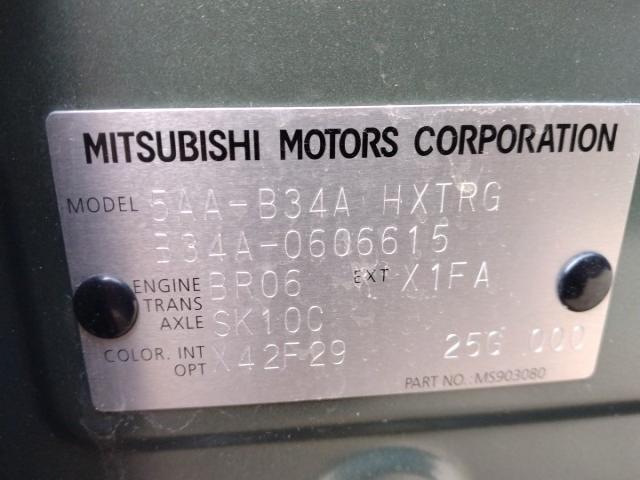 MITSUBISHI MOTORS CORPORATION
MODEL 5AA-B34A HXTRG
B34A-0606615
ENGINE BR06 EXT X1FA
TRANS
AXLE SK10C
COLOR. INT X42F29 25G 000
OPT
PART NO.: MS903080